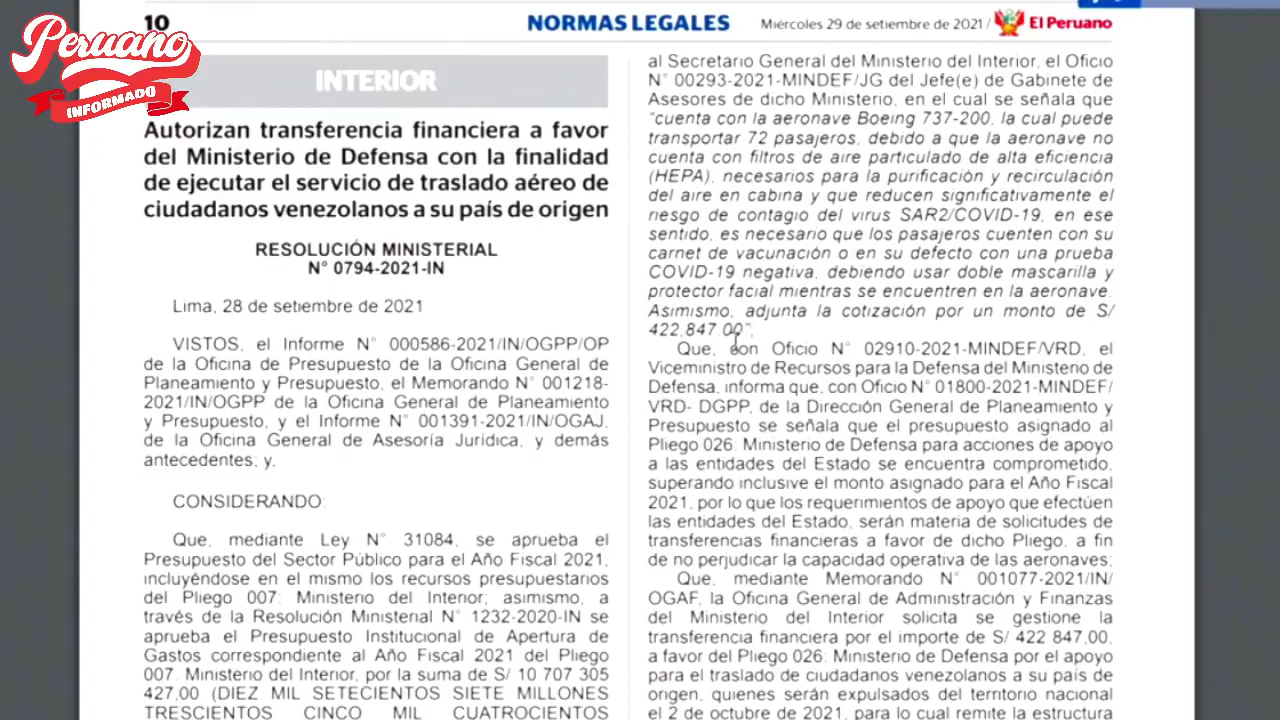 Peruano
INFORMADO
10
NORMAS LEGALES
Miércoles 29 de setiembre de 2021 /
El Peruano
INTERIOR
Autorizan transferencia financiera a favor
del Ministerio de Defensa con la finalidad
de ejecutar el servicio de traslado aéreo de
ciudadanos venezolanos a su país de origen
RESOLUCIÓN MINISTERIAL
N° 0794-2021-IN
Lima, 28 de setiembre de 2021
VISTOS, el Informe N° 000586-2021/IN/OGPP/OP
de la Oficina de Presupuesto de la Oficina General de
Planeamiento y Presupuesto, el Memorando N° 001218-
2021/IN/OGPP de la Oficina General de Planeamiento
y Presupuesto, y el Informe N° 001391-2021/IN/OGAJ,
de la Oficina General de Asesoría Jurídica, y demás
antecedentes; y,
CONSIDERANDO:
Que, mediante Ley N° 31084, se aprueba el
Presupuesto del Sector Público para el Año Fiscal 2021,
incluyéndose en el mismo los recursos presupuestarios
del Pliego 007: Ministerio del Interior; asimismo, a
través de la Resolución Ministerial N° 1232-2020-IN se
aprueba el Presupuesto Institucional de Apertura de
Gastos correspondiente al Año Fiscal 2021 del Pliego
007. Ministerio del Interior, por la suma de S/ 10 707 305
427,00 (DIEZ MIL SETECIENTOS SIETE MILLONES
TRESCIENTOS CINCO MIL CUATROCIENTOS
al Secretario General del Ministerio del Interior, el Oficio
N° 00293-2021-MINDEF/JG del Jefe(e) de Gabinete de
Asesores de dicho Ministerio, en el cual se señala que
"cuenta con la aeronave Boeing 737-200, la cual puede
transportar 72 pasajeros, debido a que la aeronave no
cuenta con filtros de aire particulado de alta eficiencia
(HEPA), necesarios para la purificación y recirculación
del aire en cabina y que reducen significativamente el
riesgo de contagio del virus SAR2/COVID-19, en ese
sentido, es necesario que los pasajeros cuenten con su
carnet de vacunación o en su defecto con una prueba
COVID-19 negativa, debiendo usar doble mascarilla y
protector facial mientras se encuentren en la aeronave.
Asimismo, adjunta la cotización por un monto de S/
422,847.00";
Que, con Oficio N° 02910-2021-MINDEF/VRD, el
Viceministro de Recursos para la Defensa del Ministerio de
Defensa, informa que, con Oficio N° 01800-2021-MINDEF/
VRD- DGPP, de la Dirección General de Planeamiento y
Presupuesto se señala que el presupuesto asignado al
Pliego 026: Ministerio de Defensa para acciones de apoyo
a las entidades del Estado se encuentra comprometido,
superando inclusive el monto asignado para el Año Fiscal
2021, por lo que los requerimientos de apoyo que efectúen
las entidades del Estado, serán materia de solicitudes de
transferencias financieras a favor de dicho Pliego, a fin
de no perjudicar la capacidad operativa de las aeronaves;
Que, mediante Memorando N° 001077-2021/IN/
OGAF, la Oficina General de Administración y Finanzas
del Ministerio del Interior solicita se gestione la
transferencia financiera por el importe de S/ 422 847,00,
a favor del Pliego 026: Ministerio de Defensa por el apoyo
para el traslado de ciudadanos venezolanos a su país de
origen, quienes serán expulsados del territorio nacional
el 2 de octubre de 2021, para lo cual remite la estructura